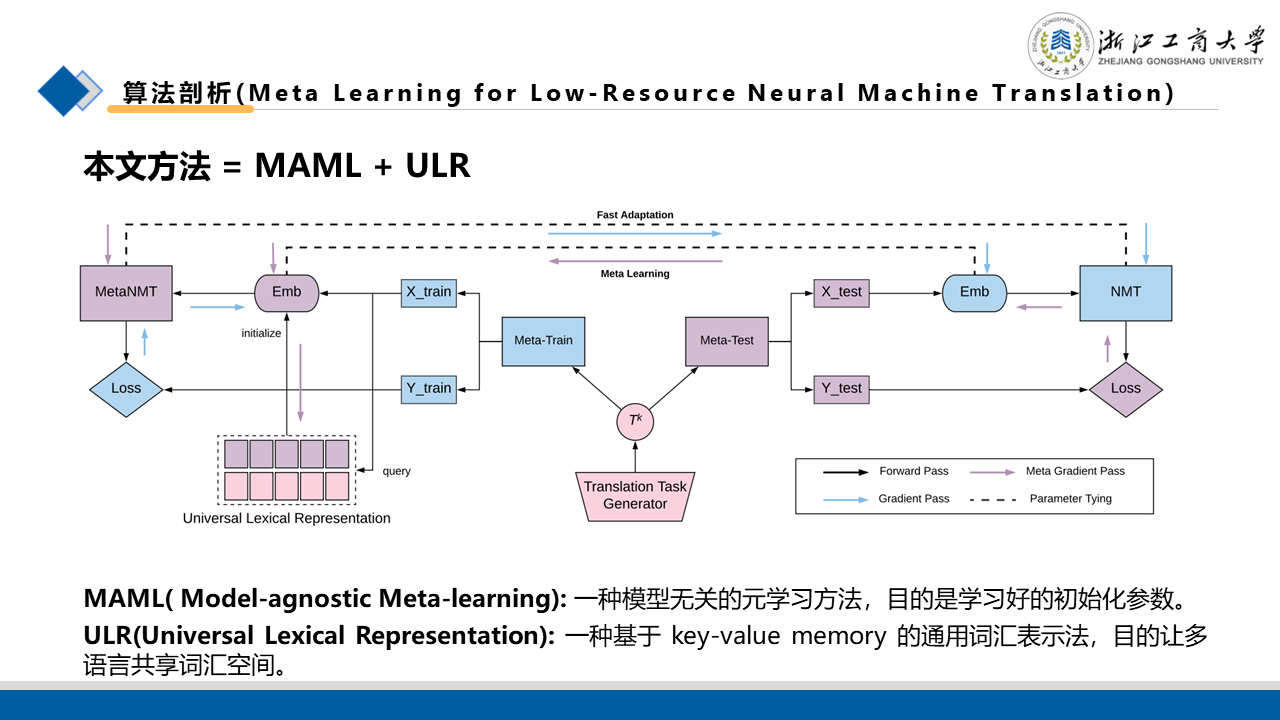 浙江工商大学
ZHEJIANG GONGSHANG UNIVERSITY
算法剖析(Meta Learning for Low-Resource Neural Machine Translation)
本文方法 = MAML + ULR
Fast Adaptation
Meta Learning
MetaNMT
Emb
X_train
X_test
Emb
NMT
initialize
Meta-Train
Meta-Test
Loss
Y_train
Y_test
Loss
T^k
query
Translation Task
Generator
Universal Lexical Representation
Forward Pass
Meta Gradient Pass
Gradient Pass
Parameter Tying
MAML( Model-agnostic Meta-learning): 一种模型无关的元学习方法，目的是学习好的初始化参数。
ULR(Universal Lexical Representation): 一种基于 key-value memory 的通用词汇表示法，目的让多
语言共享词汇空间。